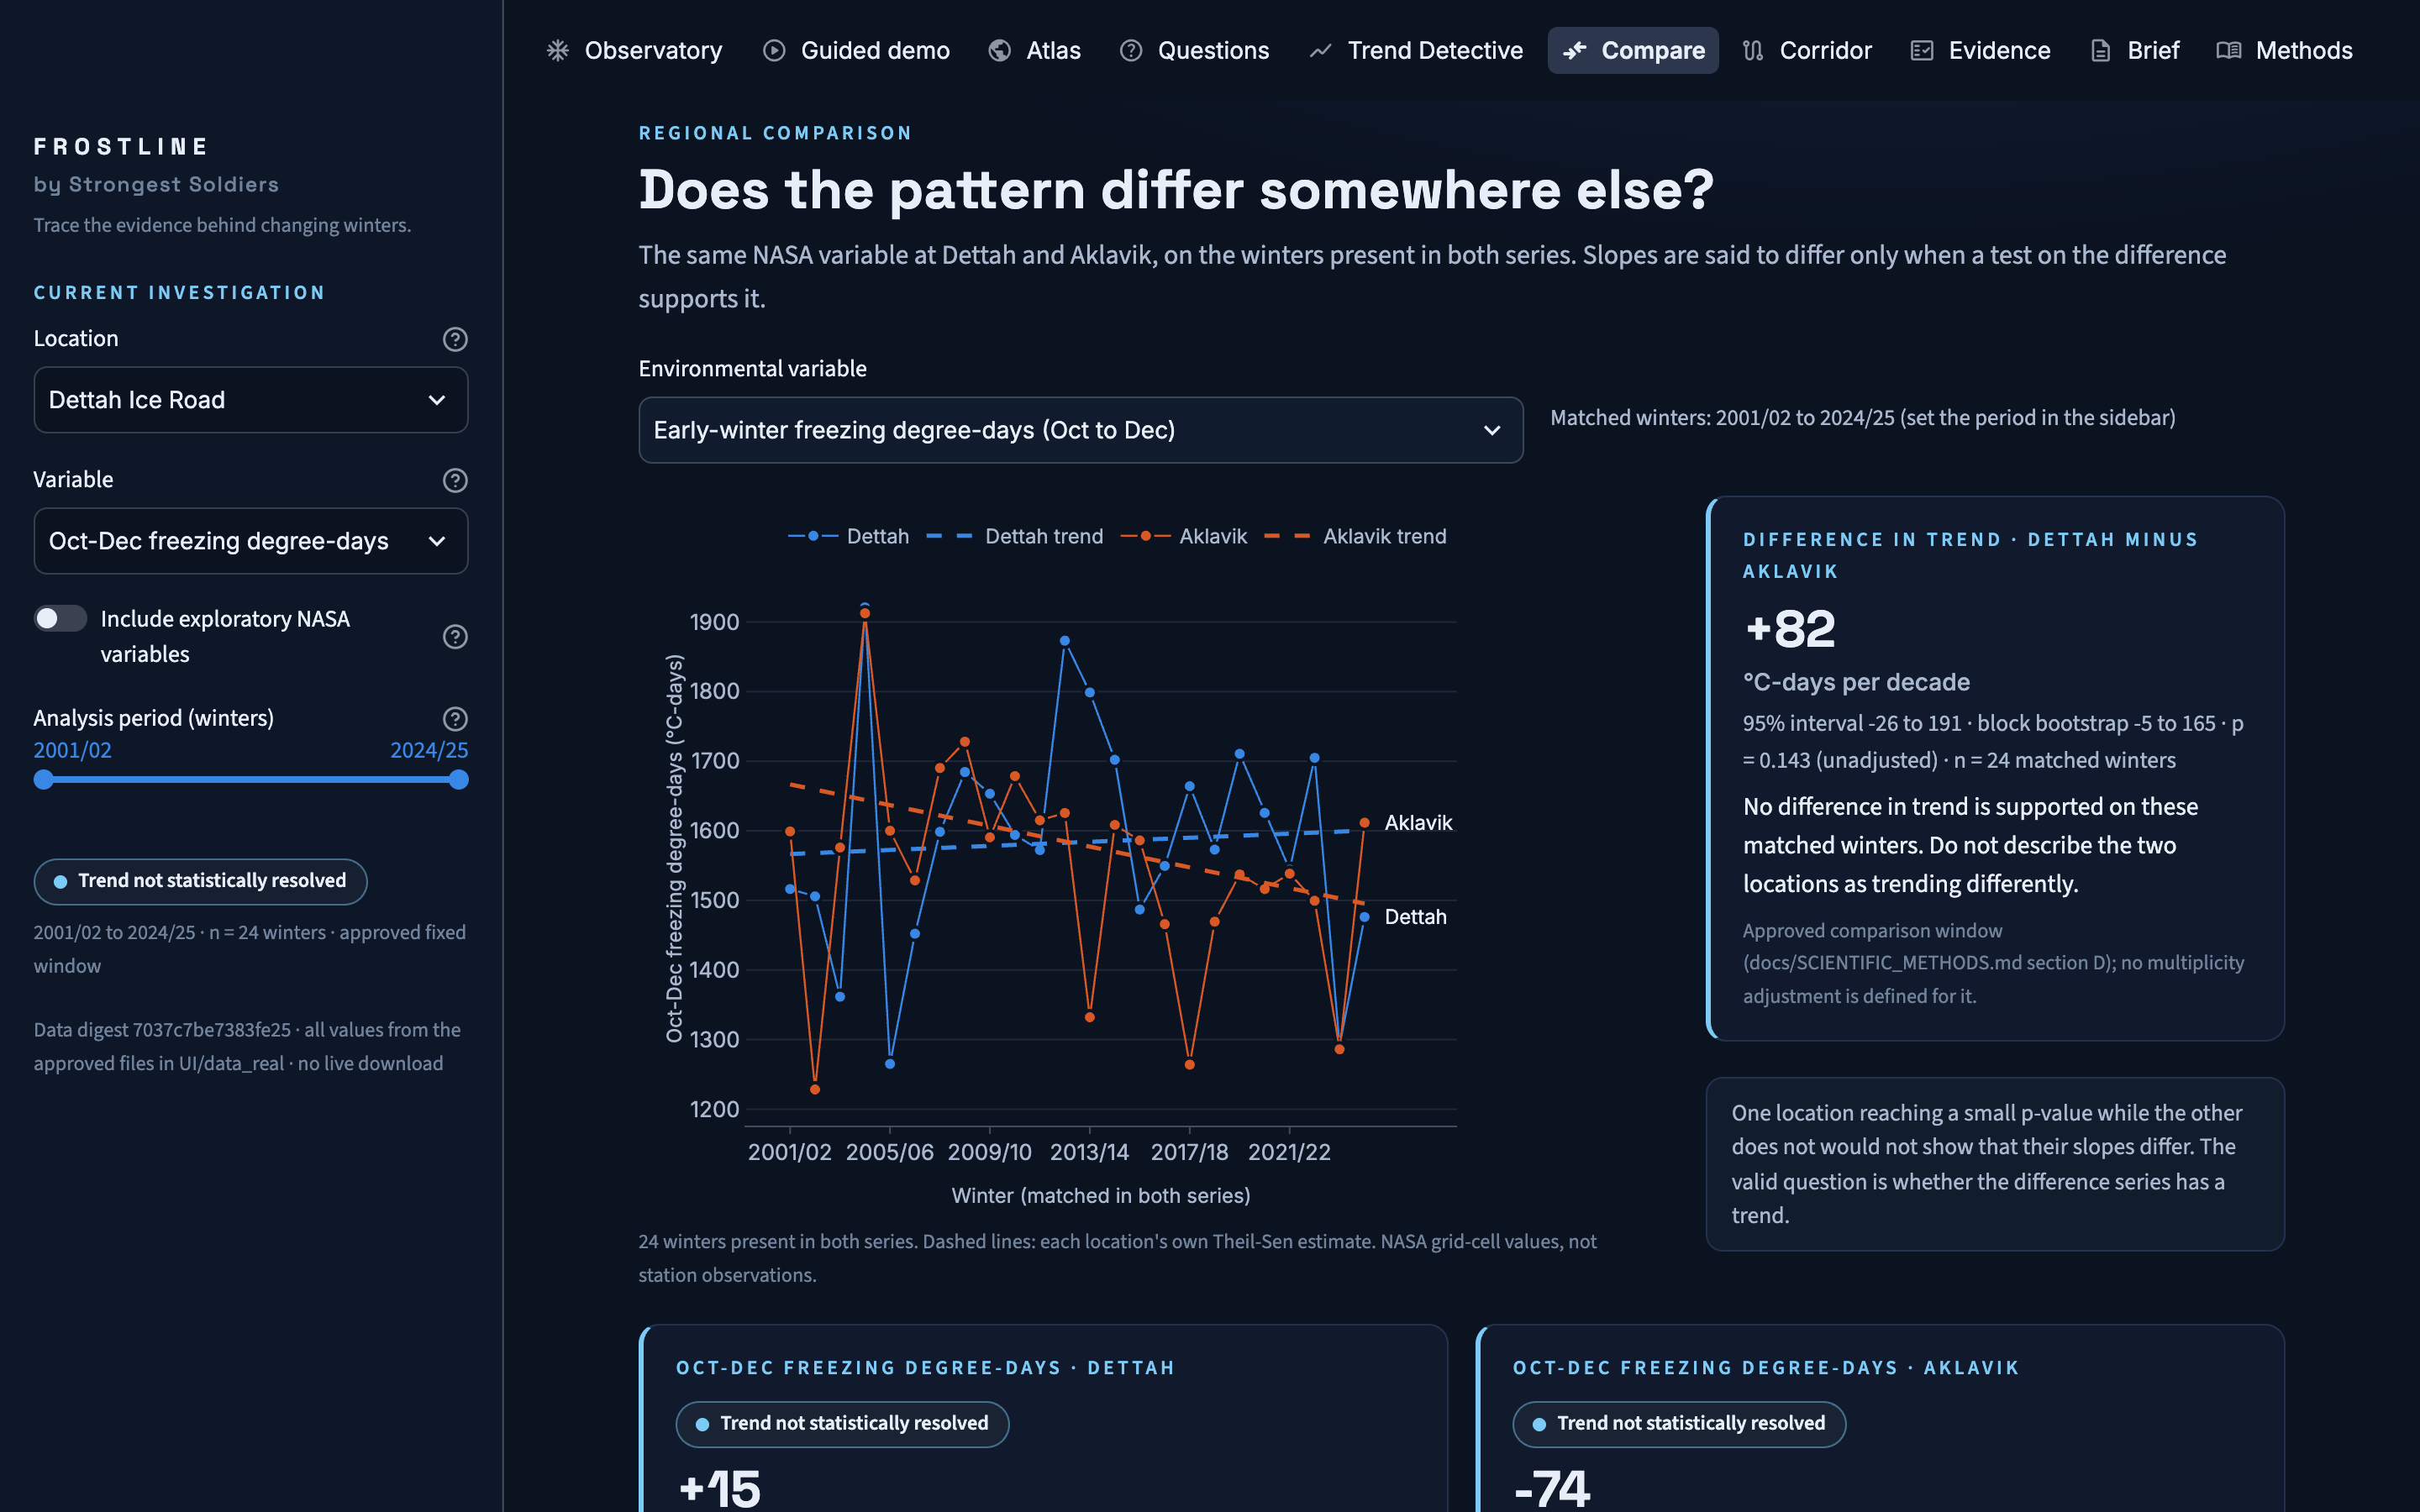 Observatory
Guided demo
Atlas
Questions
Trend Detective
Compare
Corridor
Evidence
Brief
Methods
FROSTLINE
by Strongest Soldiers
Trace the evidence behind changing winters.
CURRENT INVESTIGATION
Location
Dettah Ice Road
Variable
Oct-Dec freezing degree-days
Include exploratory NASA
variables
Analysis period (winters)
2001/02 2024/25
Trend not statistically resolved
2001/02 to 2024/25 · n = 24 winters · approved fixed
window
Data digest 7037c7be7383fe25 · all values from the
approved files in UI/data_real · no live download
REGIONAL COMPARISON
Does the pattern differ somewhere else?
The same NASA variable at Dettah and Aklavik, on the winters present in both series. Slopes are said to differ only when a test on the difference
supports it.
Environmental variable
Early-winter freezing degree-days (Oct to Dec)
Matched winters: 2001/02 to 2024/25 (set the period in the sidebar)
Dettah Dettah trend Aklavik Aklavik trend
Oct-Dec freezing degree-days (°C-days)
1900
1800
1700
1600
1500
1400
1300
1200
Aklavik
Dettah
2001/02 2005/06 2009/10 2013/14 2017/18 2021/22
Winter (matched in both series)
24 winters present in both series. Dashed lines: each location's own Theil-Sen estimate. NASA grid-cell values, not
station observations.
DIFFERENCE IN TREND · DETTAH MINUS
AKLAVIK
+82
°C-days per decade
95% interval -26 to 191 · block bootstrap -5 to 165 · p
= 0.143 (unadjusted) · n = 24 matched winters
No difference in trend is supported on these
matched winters. Do not describe the two
locations as trending differently.
Approved comparison window
(docs/SCIENTIFIC_METHODS.md section D); no multiplicity
adjustment is defined for it.
One location reaching a small p-value while the other
does not would not show that their slopes differ. The
valid question is whether the difference series has a
trend.
OCT-DEC FREEZING DEGREE-DAYS · DETTAH
Trend not statistically resolved
+15
OCT-DEC FREEZING DEGREE-DAYS · AKLAVIK
Trend not statistically resolved
-74